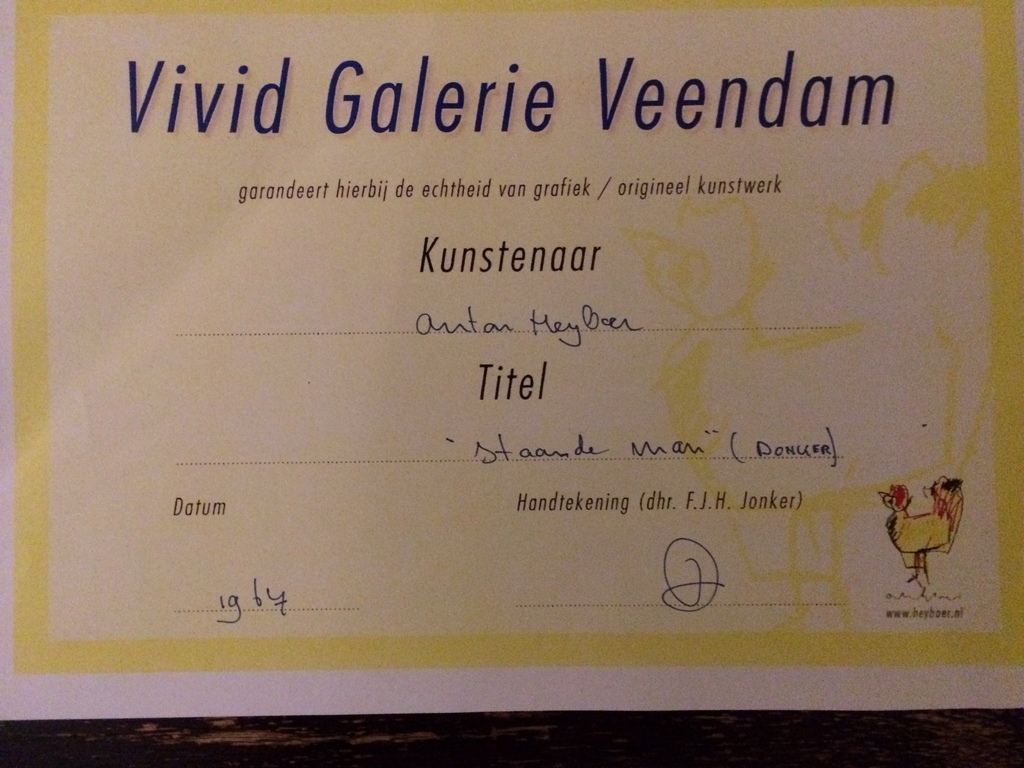 Vivid Galerie Veendam
garandeert hierbij de echtheid van grafiek / origineel kunstwerk
Kunstenaar
Anton Heyboer
Titel
"Staande man" (DONKER)
Datum
Handtekening (dhr. F.J.H. Jonker)
1967
www.heyboer.nl